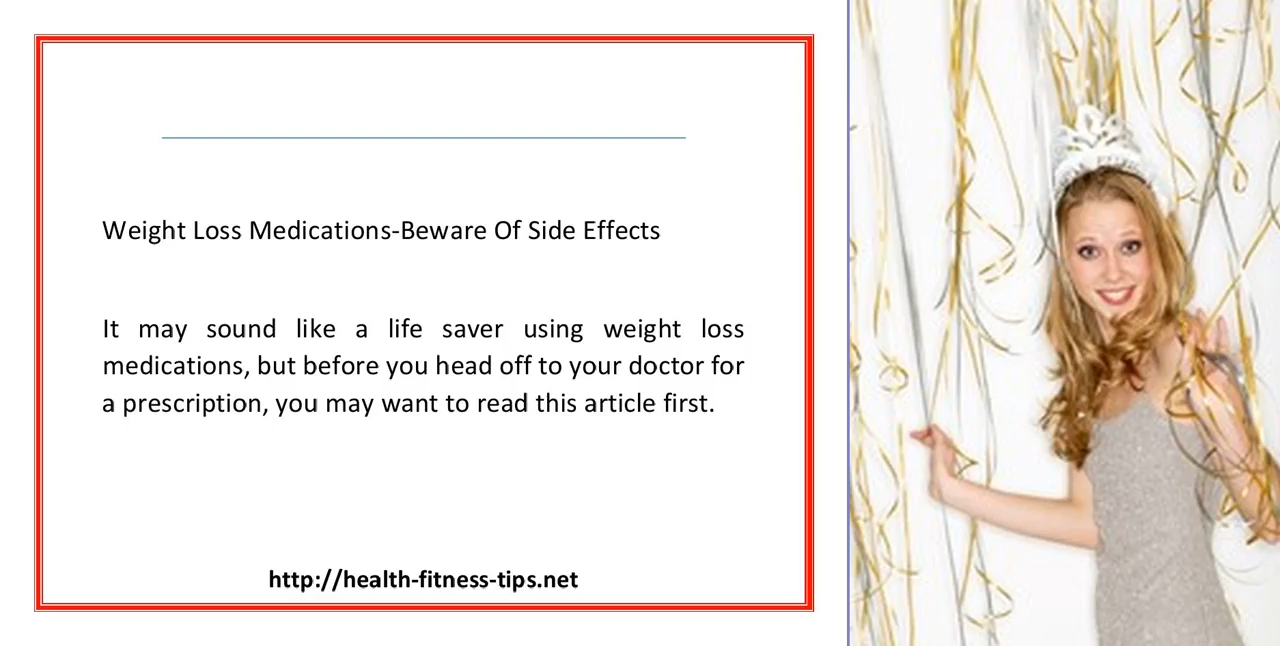 Weight Loss Medications-Beware Of Side Effects
It may sound like a life saver using weight loss
medications, but before you head off to your doctor for
a prescription, you may want to read this article first.
http://health-fitness-tips.net